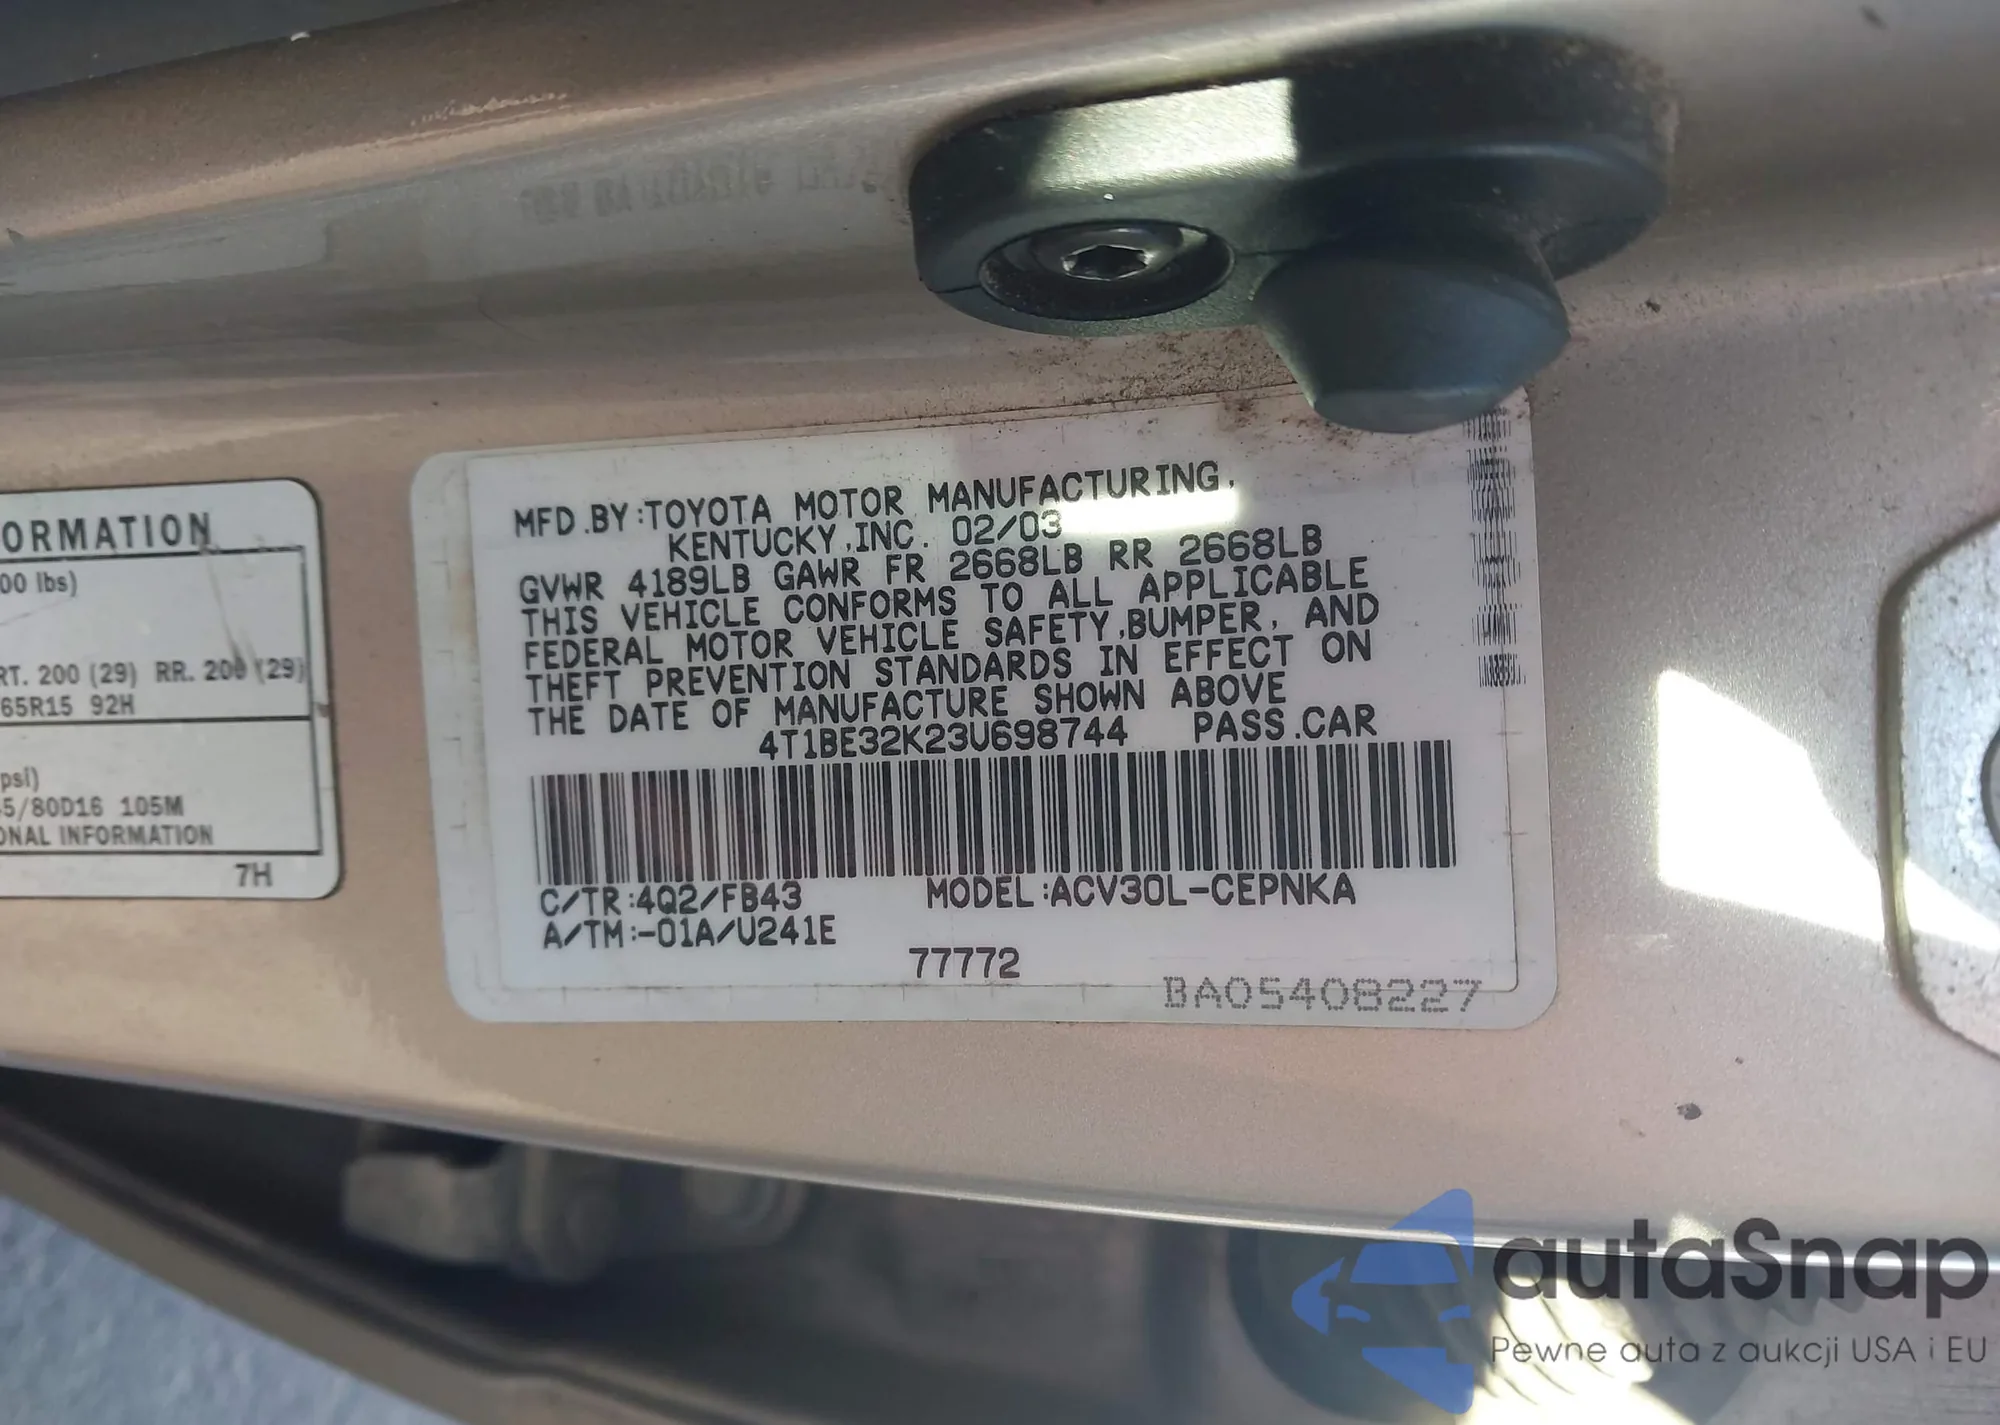 ORMATION
00 lbs)
RT. 200 (29) RR. 200 (29)
65R15 92H
psi)
5/80D16 105M
ONAL INFORMATION
7H
MFD.BY:TOYOTA MOTOR MANUFACTURING,
KENTUCKY,INC. 02/03
GVWR 4189LB GAWR FR 2668LB RR 2668LB
THIS VEHICLE CONFORMS TO ALL APPLICABLE
FEDERAL MOTOR VEHICLE SAFETY,BUMPER, AND
THEFT PREVENTION STANDARDS IN EFFECT ON
THE DATE OF MANUFACTURE SHOWN ABOVE
4T1BE32K23U698744 PASS.CAR
C/TR:4Q2/FB43 MODEL:ACV30L-CEPNKA
A/TM:-01A/U241E
77772
BA05408227
autaSnap
Pewne auta z aukcji USA i EU